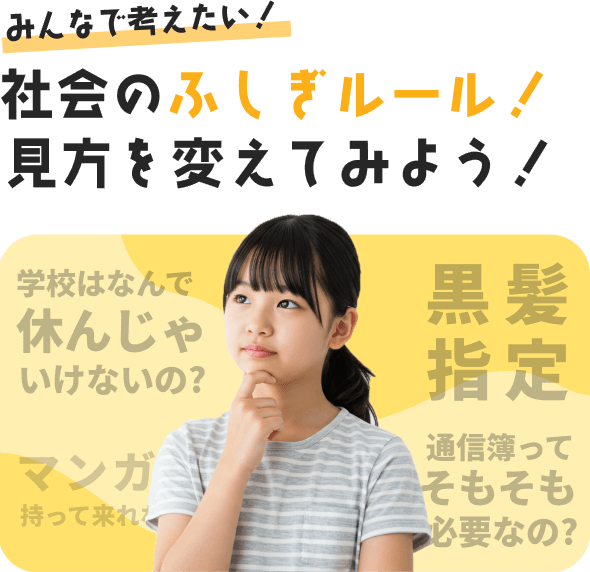 みんなで考えたい!
社会のふしぎルール!
見方を変えてみよう!
学校はなんで
休んじゃ
いけないの?
マンガ
持って来れ
黒髪
指定
通信簿って
そもそも
必要なの?